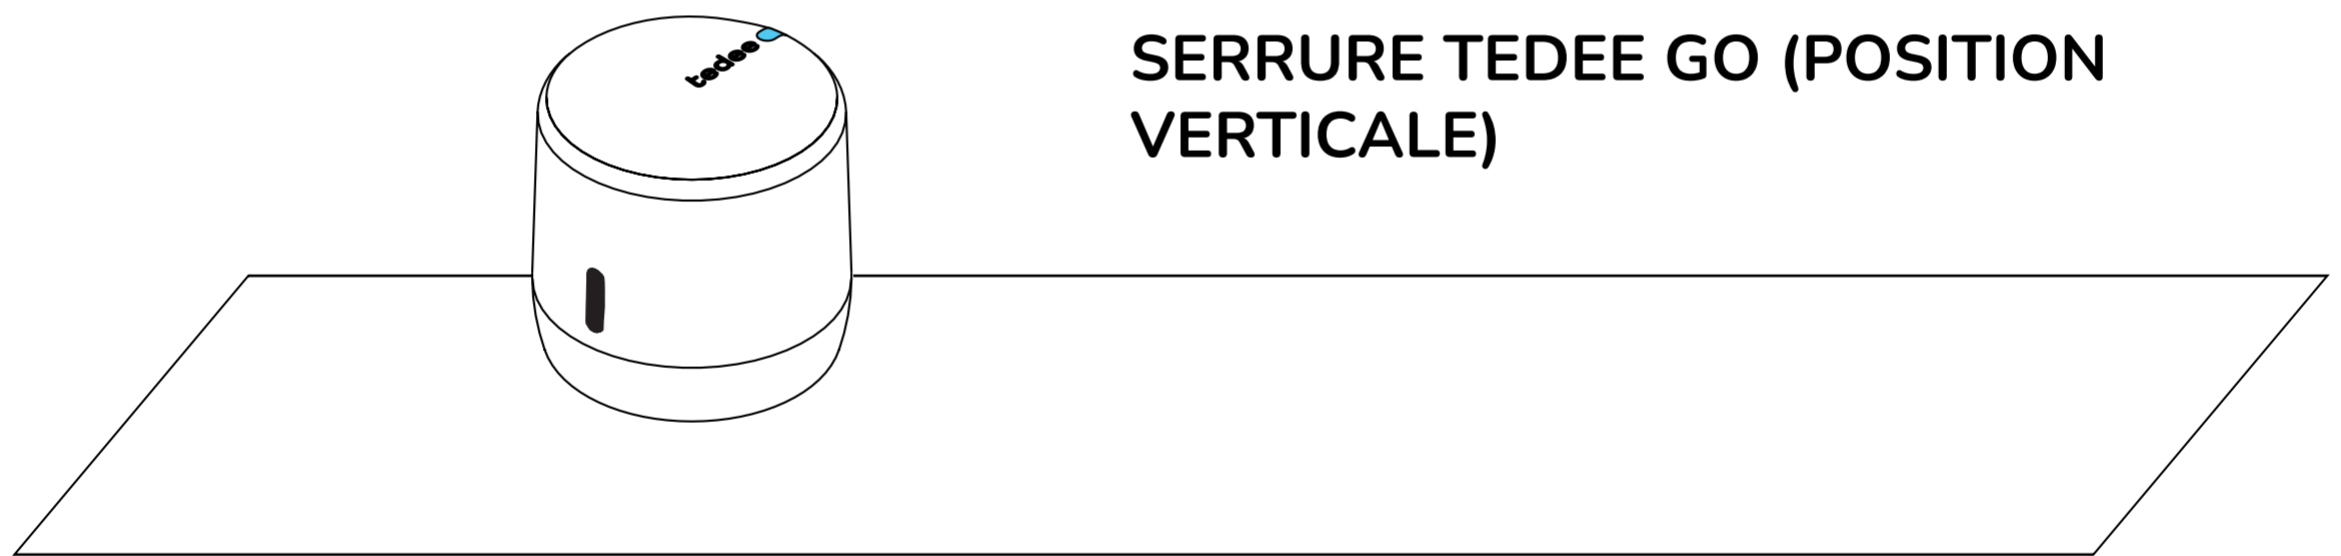 SERRURE TEDEE GO (POSITION
VERTICALE)
tedee